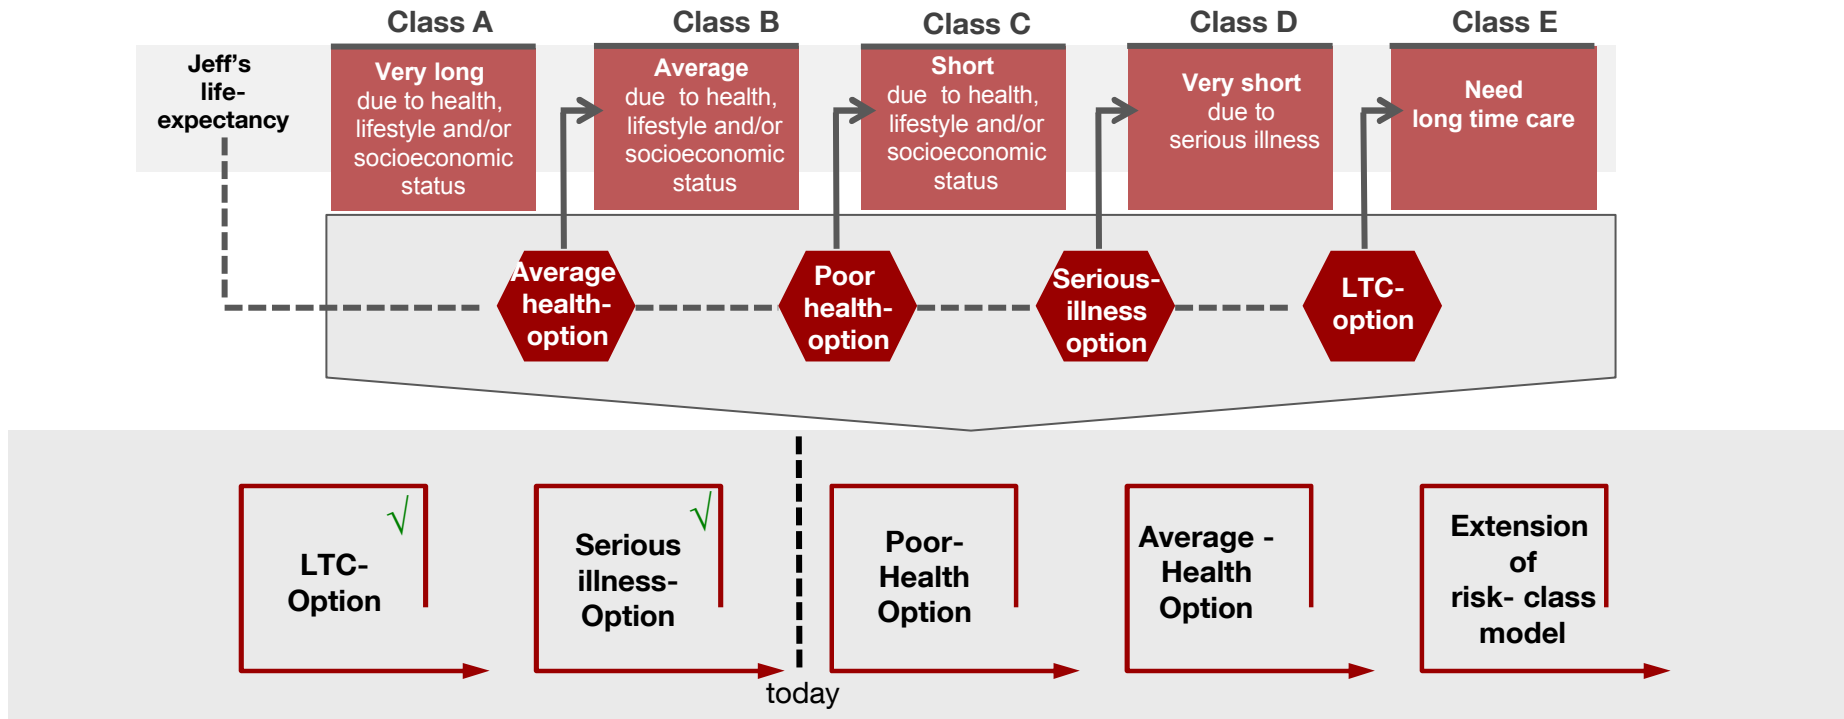 Class A
Class B
Class C
Class D
Class E
Jeff's
life-
expectancy
Very long
due to health,
lifestyle and/or
socioeconomic
status
Average
due to health,
lifestyle and/or
socioeconomic
status
Short
due to health,
lifestyle and/or
socioeconomic
status
Very short
due to
serious illness
Need
long time care
Average
health-
option
Poor
health-
option
Serious-
illness
option
LTC-
option
√
LTC-
Option
√
Serious
illness-
Option
Poor-
Health
Option
Average -
Health
Option
Extension
of
risk- class
model
today